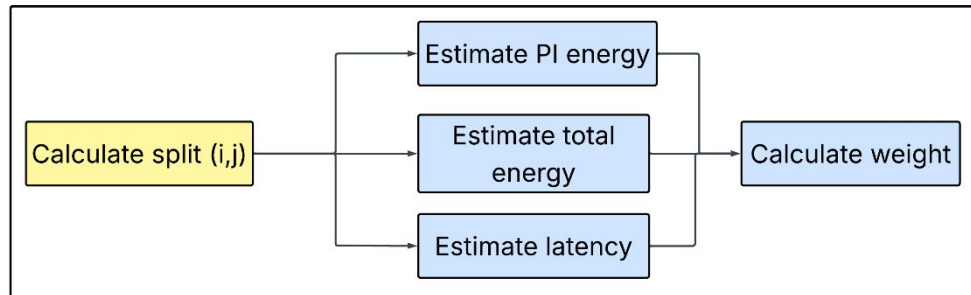 Calculate split (i,j)
Estimate PI energy
Estimate total
energy
Estimate latency
Calculate weight